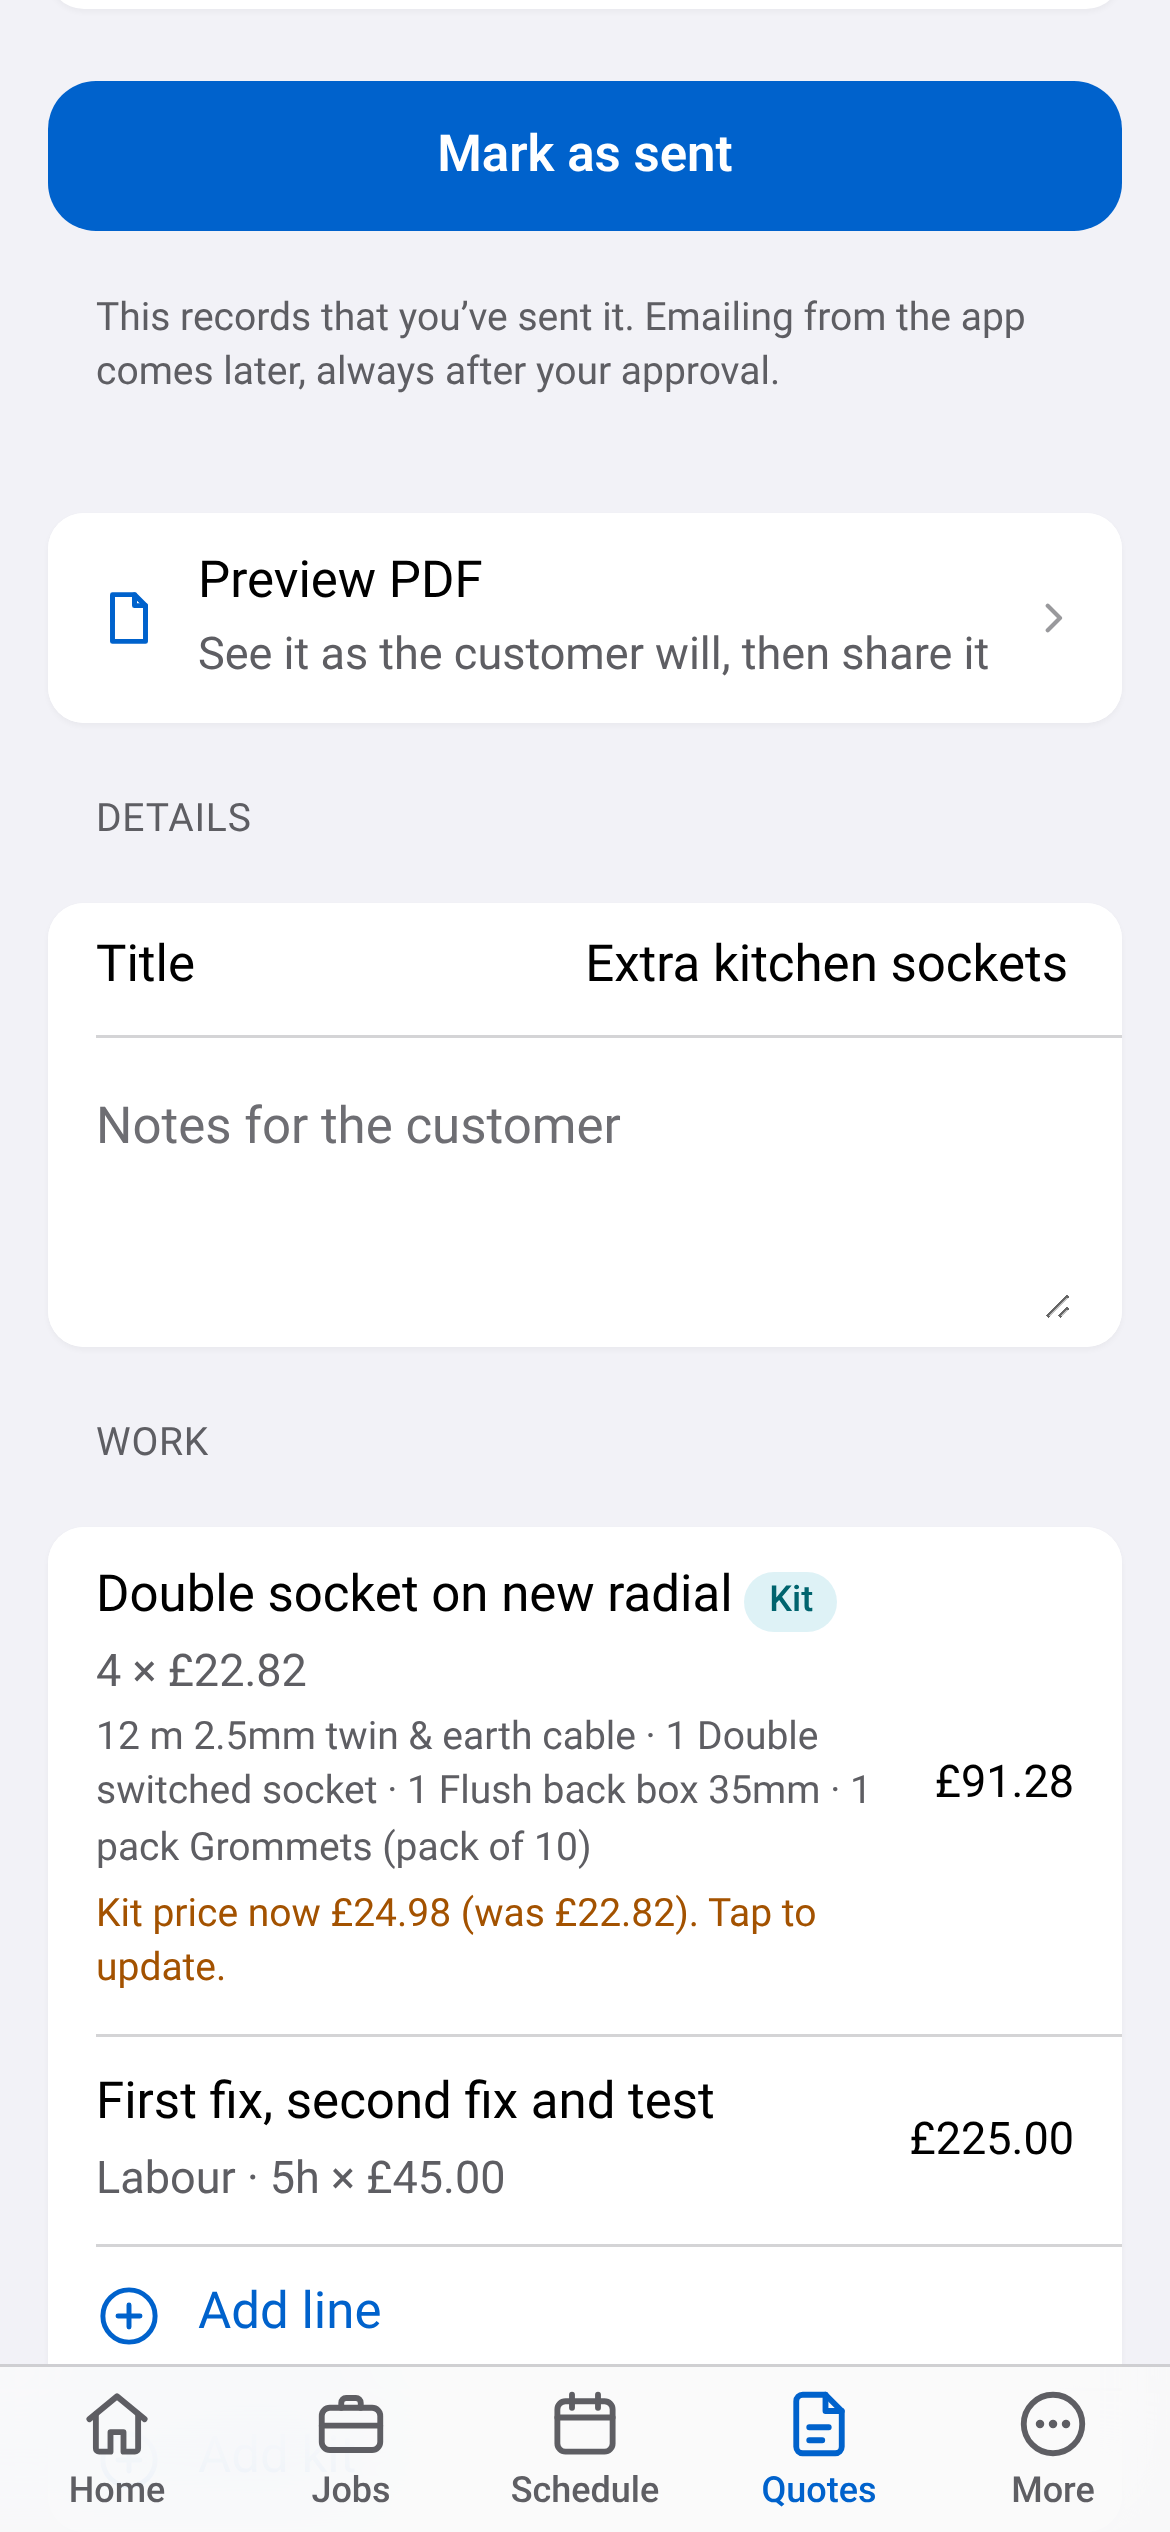 Mark as sent
This records that you’ve sent it. Emailing from the app
comes later, always after your approval.
Preview PDF
See it as the customer will, then share it
DETAILS
Title
Extra kitchen sockets
Notes for the customer
WORK
Double socket on new radial Kit
4 × £22.82
12 m 2.5mm twin & earth cable · 1 Double
switched socket · 1 Flush back box 35mm · 1
pack Grommets (pack of 10)
£91.28
Kit price now £24.98 (was £22.82). Tap to
update.
First fix, second fix and test
Labour · 5h × £45.00
£225.00
Add line
Add kit
Home
Jobs
Schedule
Quotes
More